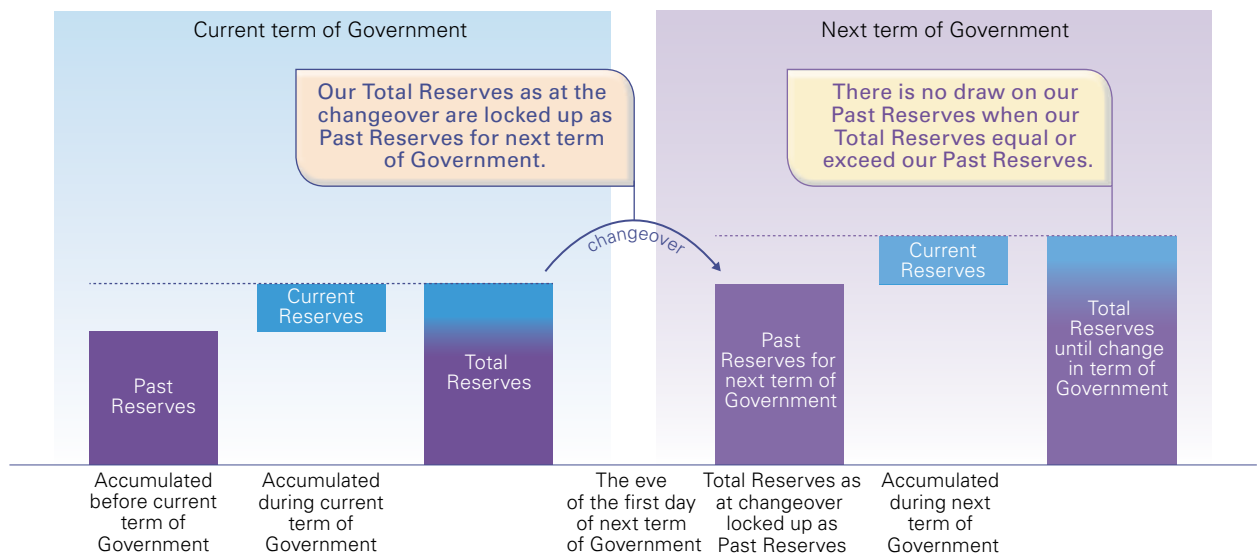 Current term of Government
Our Total Reserves as at the
changeover are locked up as
Past Reserves for next term
of Government.
changeover
Past
Reserves
Current
Reserves
Total
Reserves
Accumulated
before current
term of
Government
Accumulated
during current
term of
Government
The eve
of the first day
of next term
of Government
Next term of Government
There is no draw on our
Past Reserves when our
Total Reserves equal or
exceed our Past Reserves.
Past
Reserves for
next term of
Government
Current
Reserves
Total
Reserves
until change
in term of
Government
Total Reserves as
at changeover
locked up as
Past Reserves
Accumulated
during next
term of
Government